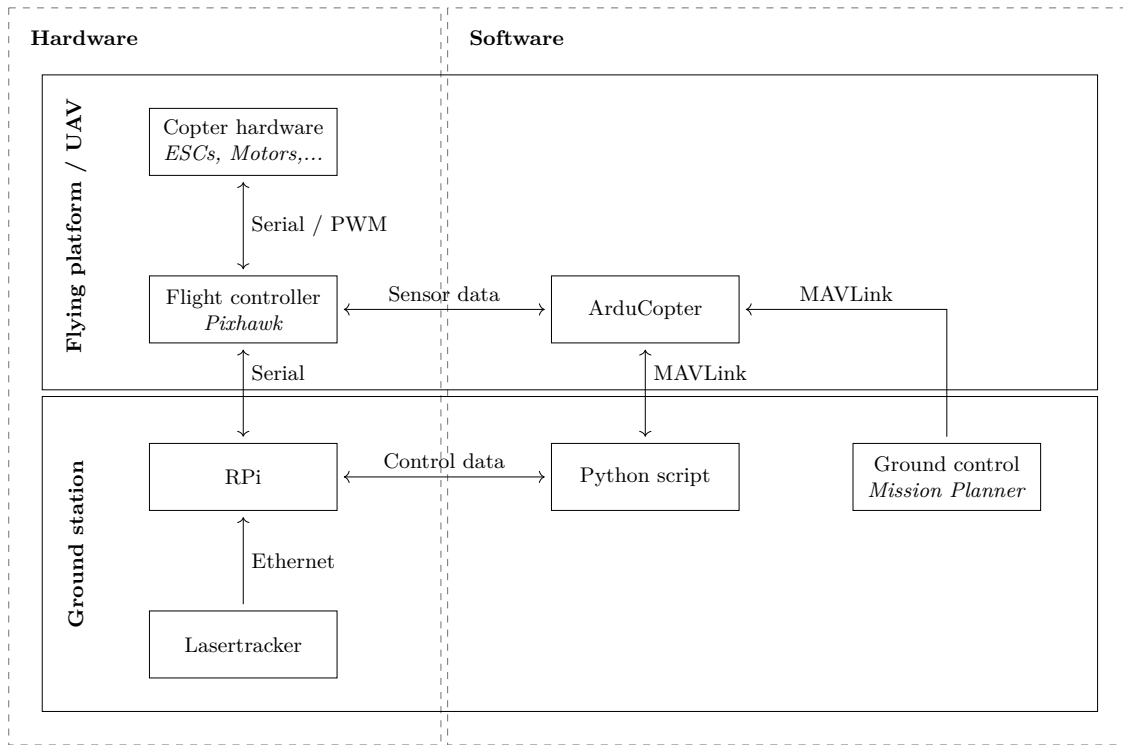 Hardware
Software
Flying platform / UAV
Copter hardware
ESCs, Motors,...
Serial / PWM
Flight controller
Pixhawk
Sensor data
ArduCopter
MAVLink
Serial
MAVLink
Ground station
RPi
Control data
Python script
Ground control
Mission Planner
Ethernet
Lasertracker